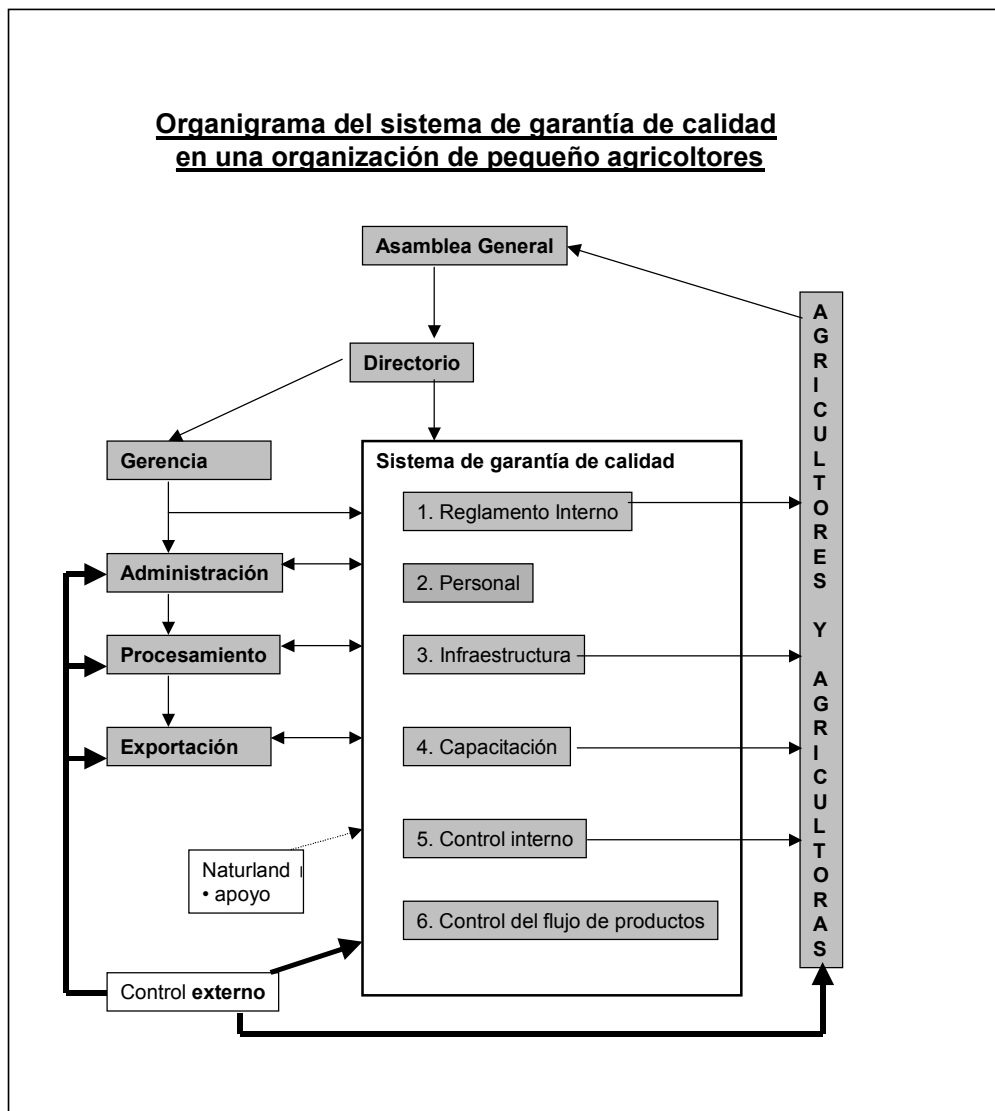 Organigrama del sistema de garantía de calidad
en una organización de pequeño agricoltores
Asamblea General
Directorio
Gerencia
Sistema de garantía de calidad
1. Reglamento Interno
Administración
2. Personal
Procesamiento
3. Infraestructura
Exportación
4. Capacitación
5. Control interno
Naturland
• apoyo
6. Control del flujo de productos
Control externo
AGRICULTORES Y AGRICULTORAS